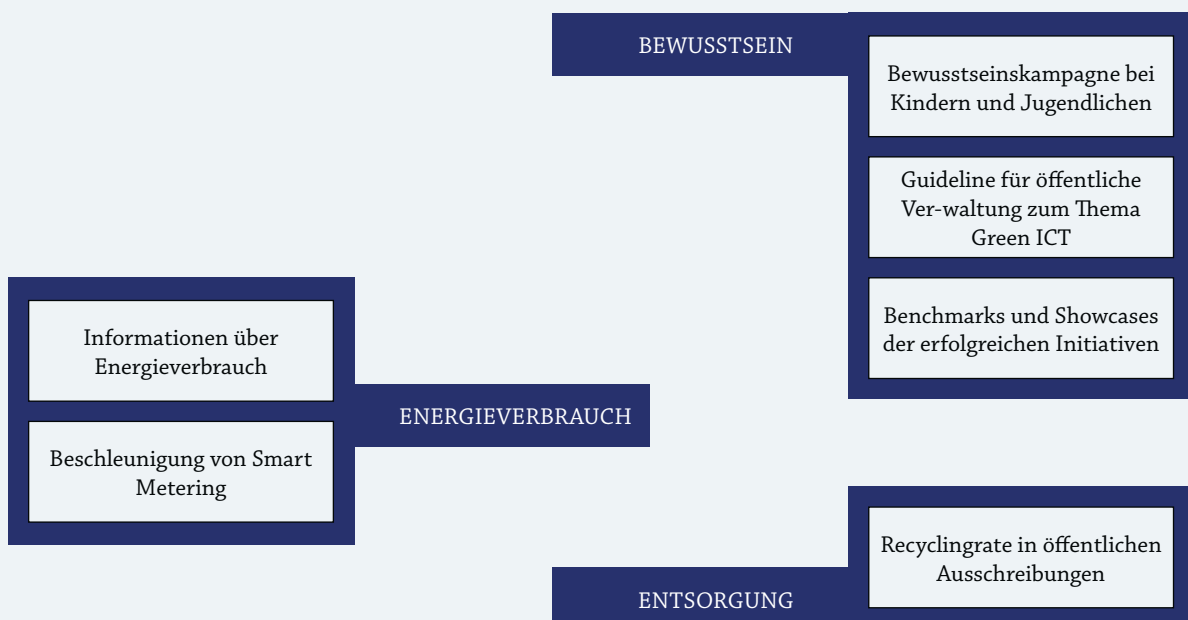 BEWUSSTSEIN
Bewusstseinskampagne bei
Kindern und Jugendlichen
Guideline für öffentliche
Ver-waltung zum Thema
Green ICT
Benchmarks und Showcases
der erfolgreichen Initiativen
Informationen über
Energieverbrauch
Beschleunigung von Smart
Metering
ENERGIEVERBRAUCH
Recyclingrate in öffentlichen
Ausschreibungen
ENTSORGUNG